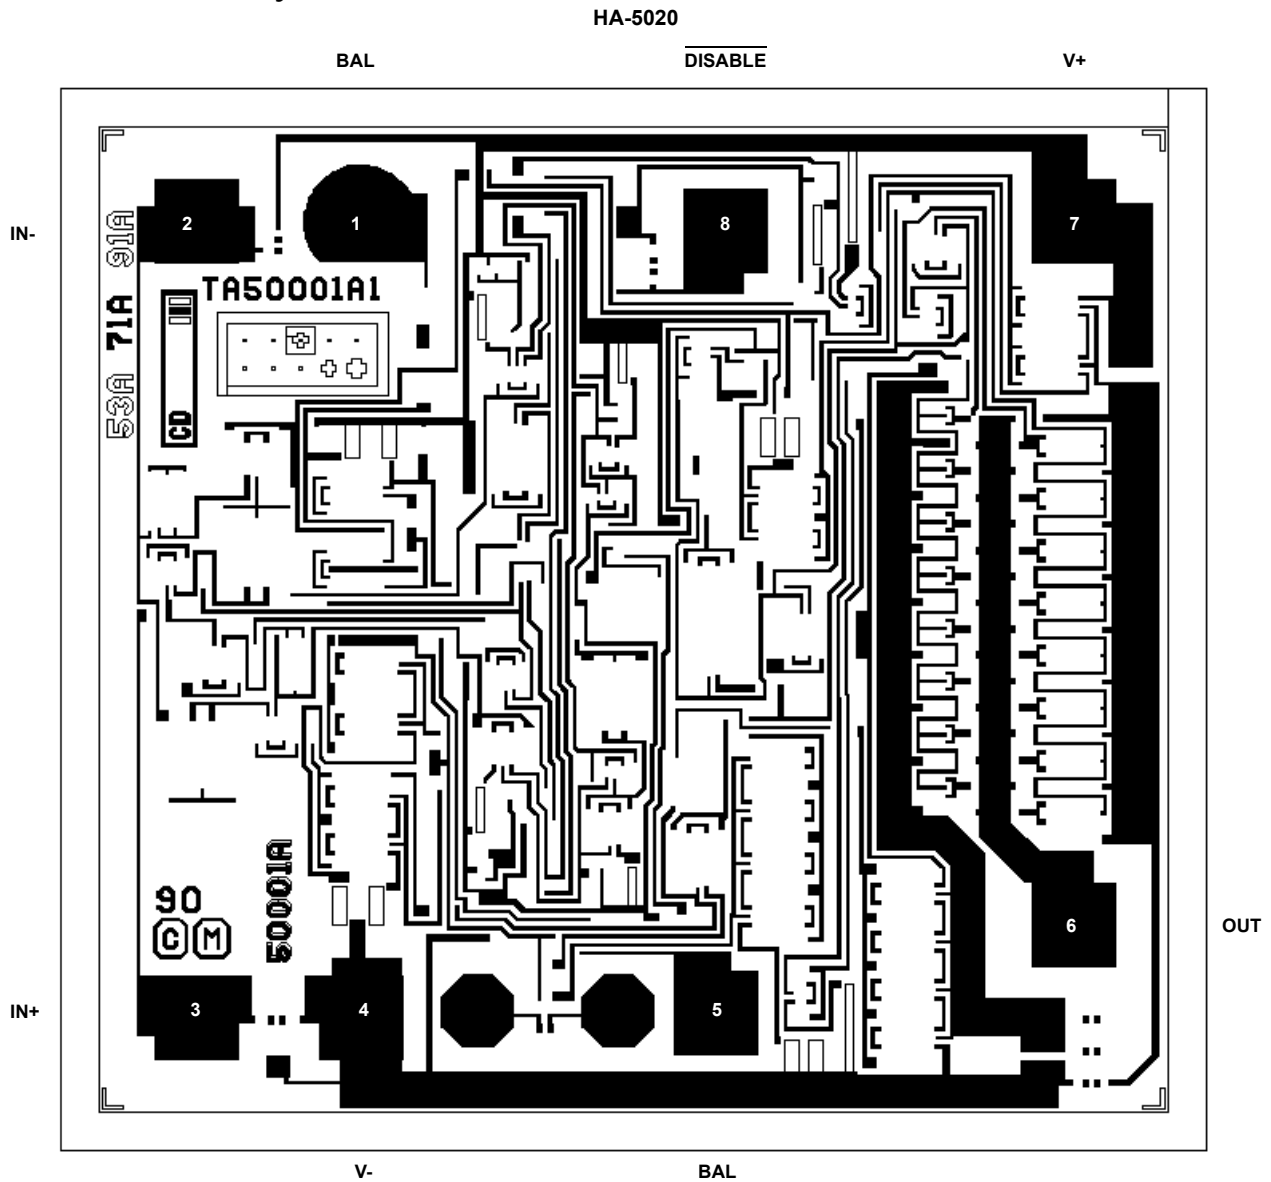 HA-5020
BAL DISABLE V+
2 1 8 7
IN-
91A
TA50001A1
71A
53A
CD
90
C M
50001A
6 OUT
3 4 5
IN+
V- BAL